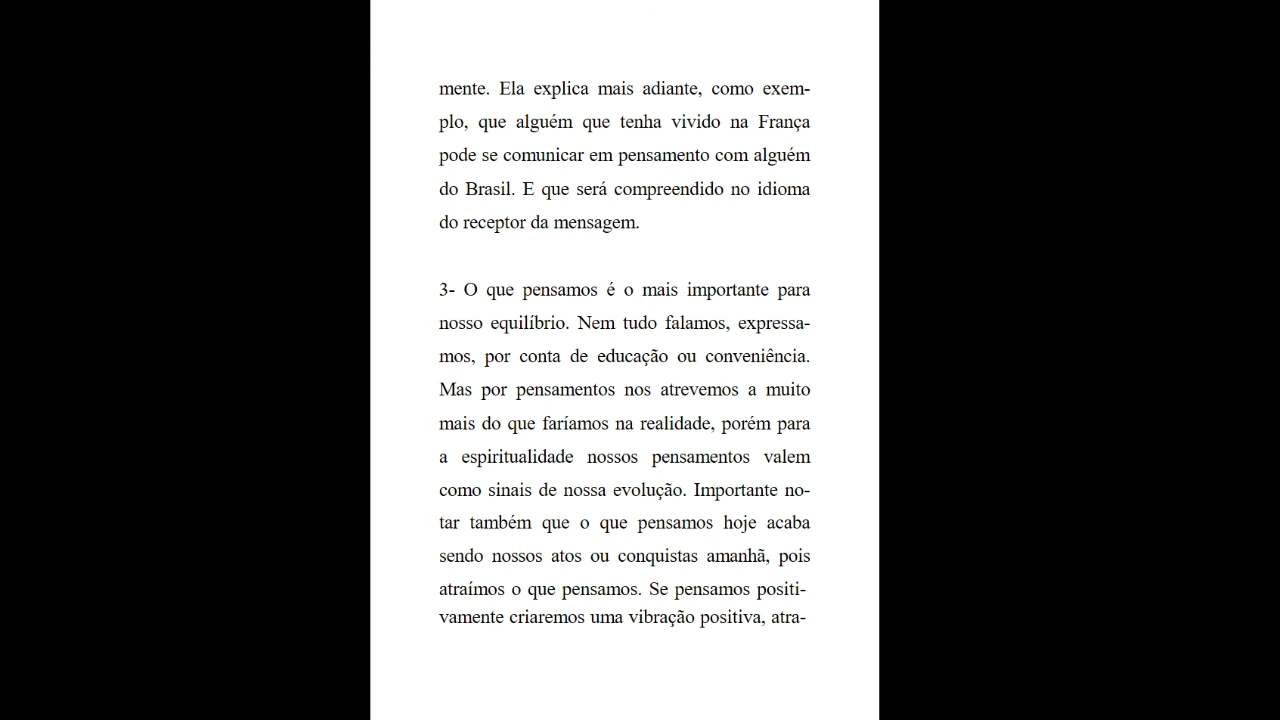 mente. Ela explica mais adiante, como exem-
plo, que alguém que tenha vivido na França
pode se comunicar em pensamento com alguém
do Brasil. E que será compreendido no idioma
do receptor da mensagem.
3- O que pensamos é o mais importante para
nosso equilíbrio. Nem tudo falamos, expressa-
mos, por conta de educação ou conveniência.
Mas por pensamentos nos atrevemos a muito
mais do que faríamos na realidade, porém para
a espiritualidade nossos pensamentos valem
como sinais de nossa evolução. Importante no-
tar também que o que pensamos hoje acaba
sendo nossos atos ou conquistas amanhã, pois
atraímos o que pensamos. Se pensamos positi-
vamente criaremos uma vibração positiva, atra-